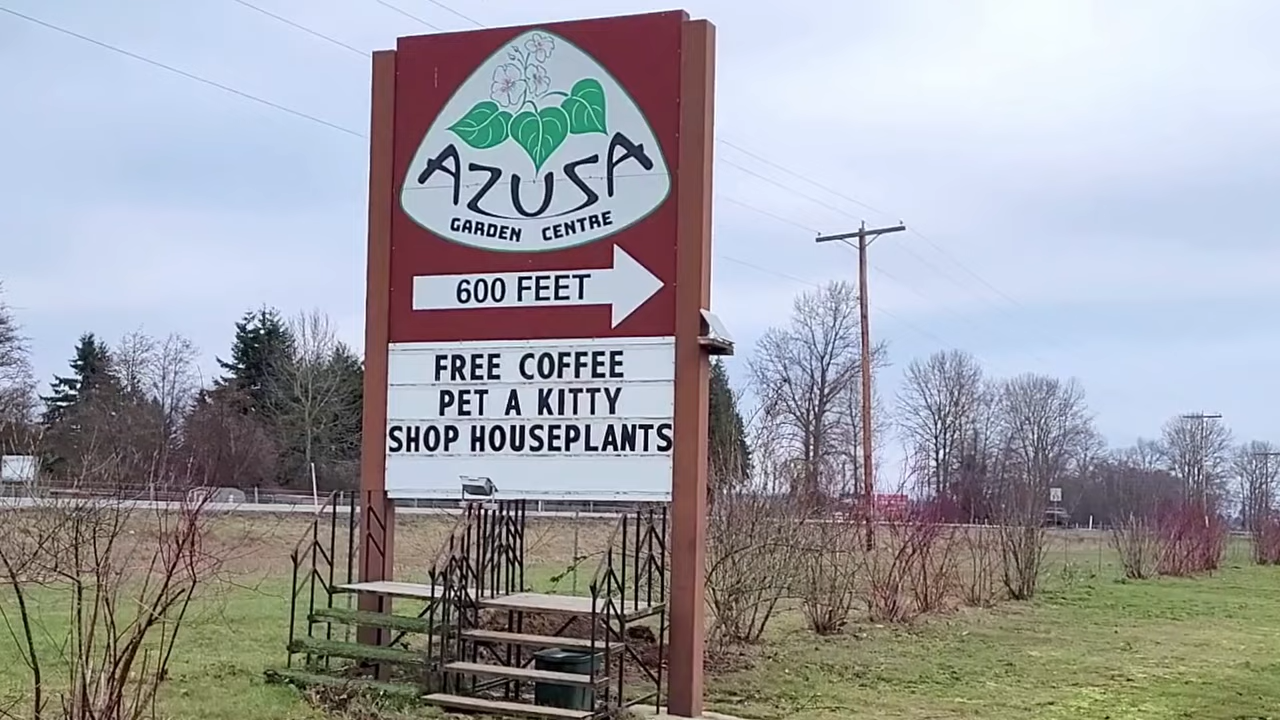 AZUSA
GARDEN CENTRE
600 FEET
FREE COFFEE
PET A KITTY
SHOP HOUSEPLANTS